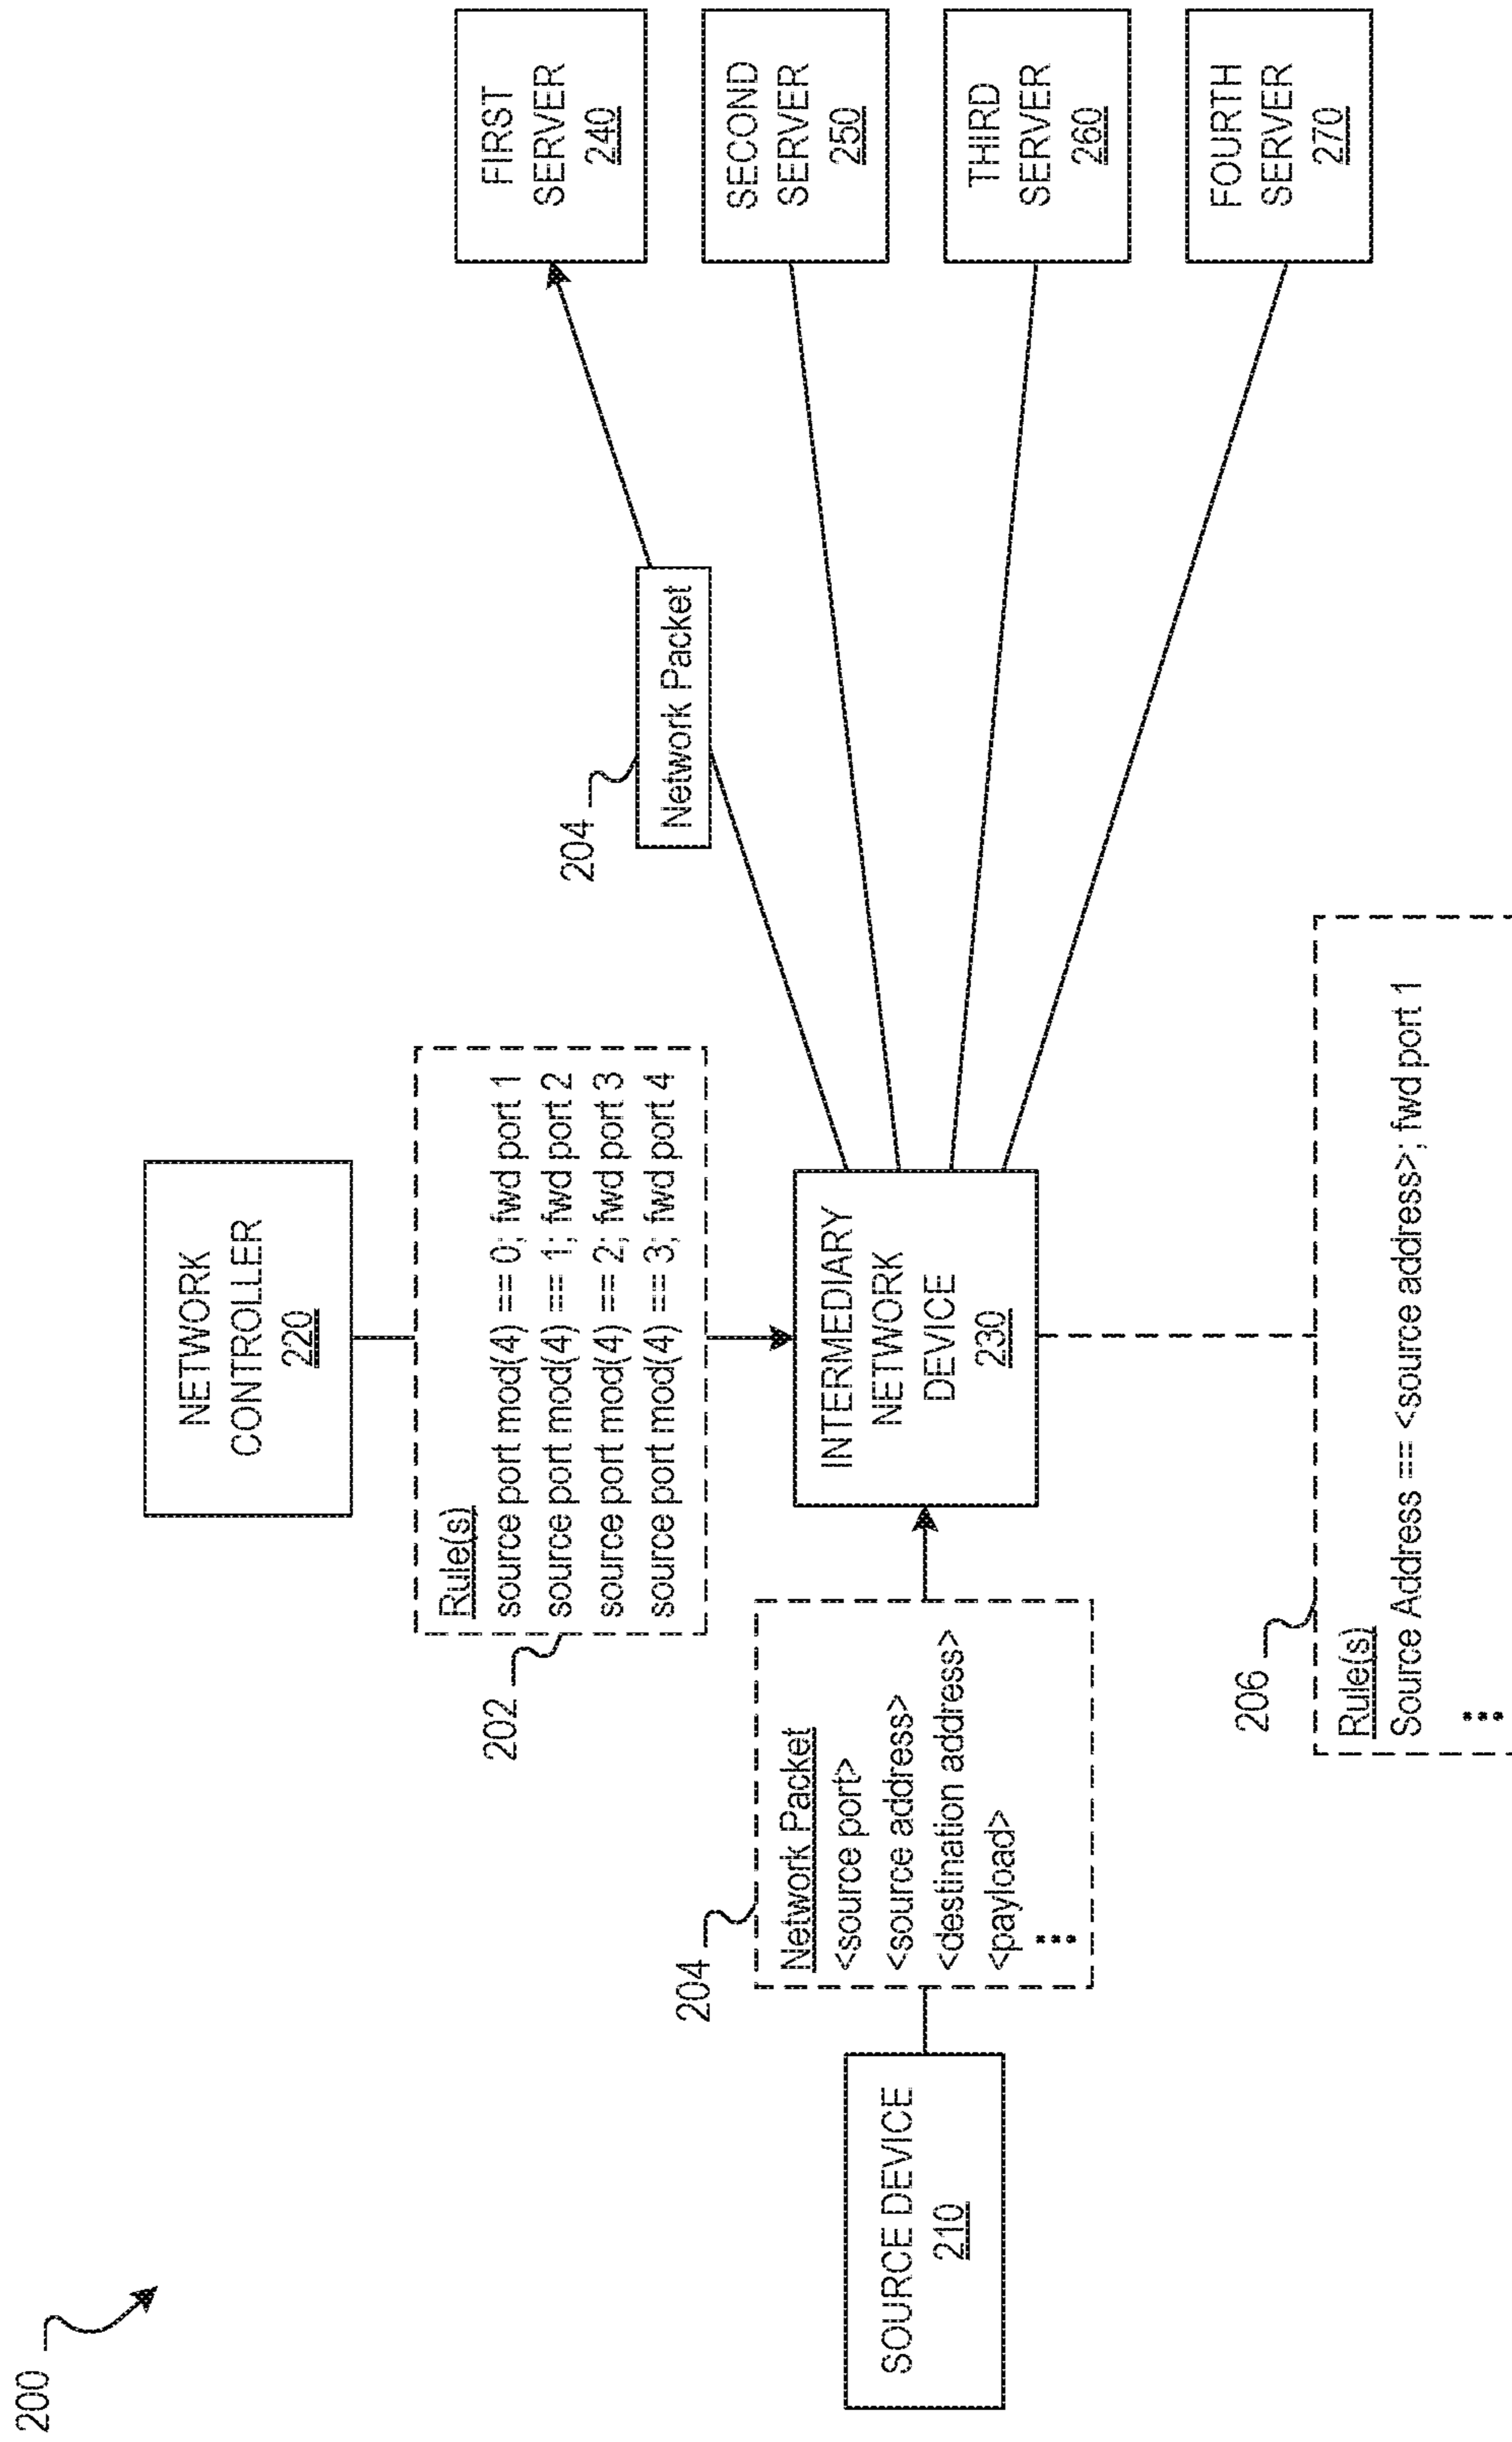 200
NETWORK
CONTROLLER
220
Rule(s)
source port mod(4) == 0; fwd port 1
source port mod(4) == 1; fwd port 2
source port mod(4) == 2; fwd port 3
source port mod(4) == 3; fwd port 4
202
204
Network Packet
<source port>
<source address>
<destination address>
<payload>
SOURCE DEVICE
210
INTERMEDIARY
NETWORK
DEVICE
230
204
Network Packet
FIRST
SERVER
240
SECOND
SERVER
250
THIRD
SERVER
260
FOURTH
SERVER
270
206
Rule(s)
Source Address == <source address>; fwd port 1